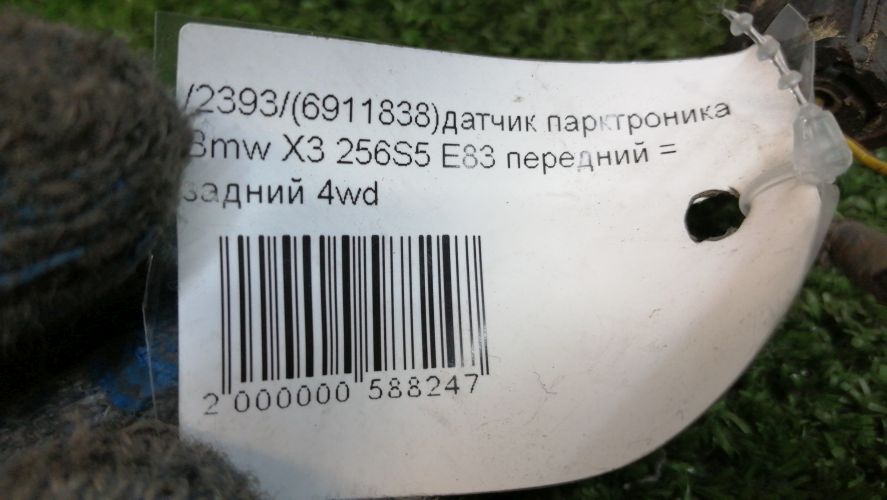 /2393/(6911838)датчик парктроника
Bmw X3 256S5 E83 передний =
задний 4wd
2 000000 588247